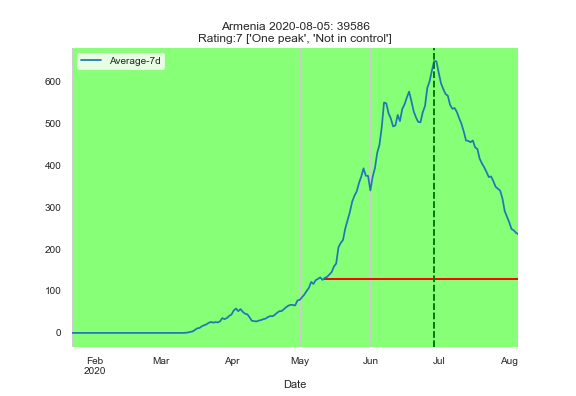 Armenia 2020-08-05: 39586
Rating:7 ['One peak', 'Not in control']
Average-7d
600
500
400
300
200
100
0
Feb Mar Apr May Jun Jul Aug
2020
Date